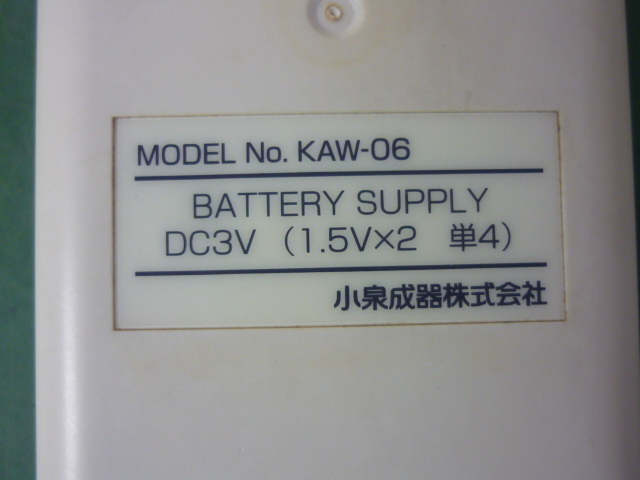 MODEL No. KAW-06
BATTERY SUPPLY
DC3V （1.5V×2　単4）
小泉成器株式会社